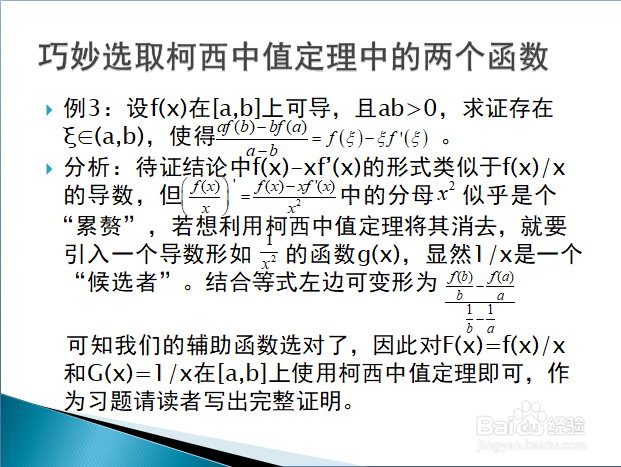 巧妙选取柯西中值定理中的两个函数
例3：设f(x)在[a,b]上可导，且ab>0，求证存在
ξ∈(a,b)，使得 \frac{af(b)-bf(a)}{a-b} = f(ξ)-ξf'(ξ) 。
分析：待证结论中f(x)-xf’(x)的形式类似于f(x)/x
的导数，但 \left(\frac{f(x)}{x}\right)' = \frac{f(x)-xf'(x)}{x^2} 中的分母 x^2 似乎是个
“累赘”，若想利用柯西中值定理将其消去，就要
引入一个导数形如 \frac{1}{x^2} 的函数g(x)，显然1/x是一个
“候选者”。结合等式左边可变形为 \frac{\frac{f(b)}{b}-\frac{f(a)}{a}}{\frac{1}{b}-\frac{1}{a}}
可知我们的辅助函数选对了，因此对F(x)=f(x)/x
和G(x)=1/x在[a,b]上使用柯西中值定理即可，作
为习题请读者写出完整证明。
Baidu 经验
jingyan.baidu.com